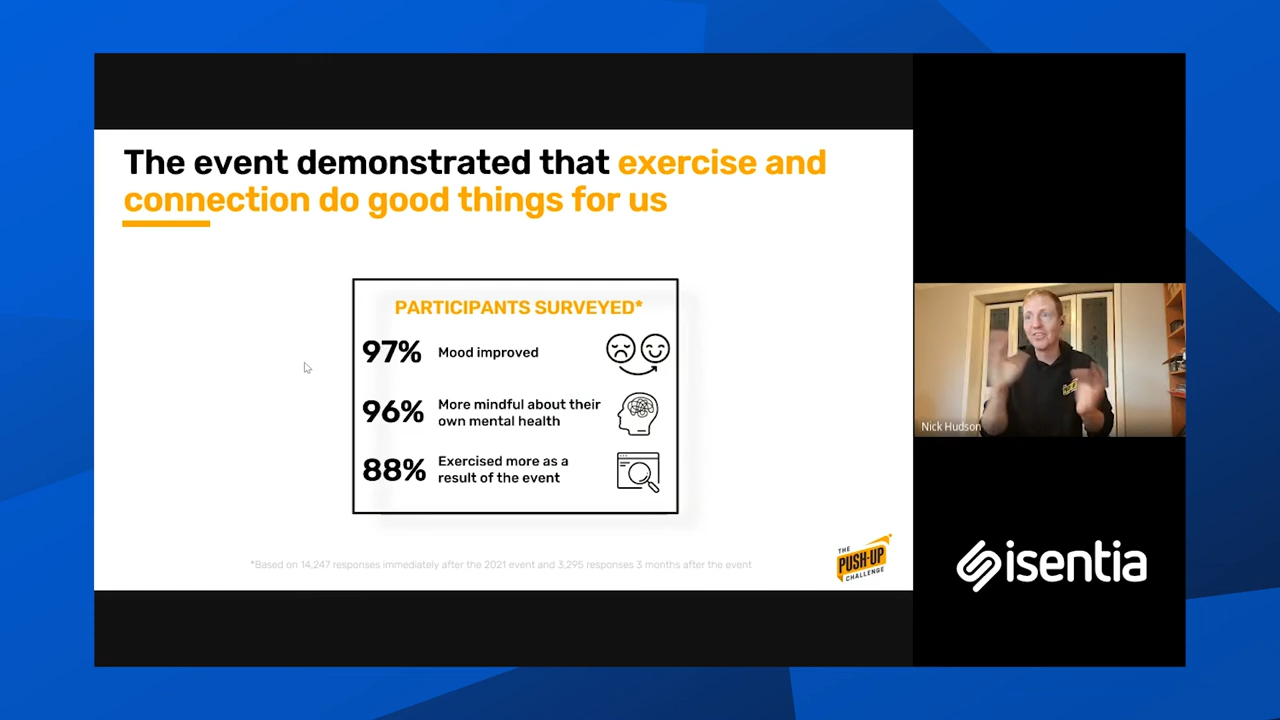 The event demonstrated that exercise and
connection do good things for us
PARTICIPANTS SURVEYED*
97% Mood improved
96% More mindful about their
own mental health
88% Exercised more as a
result of the event
*Based on 14,247 responses immediately after the 2021 event and 3,295 responses 3 months after the event
THE
PUSH-UP
CHALLENGE
Nick Hudson
isentia